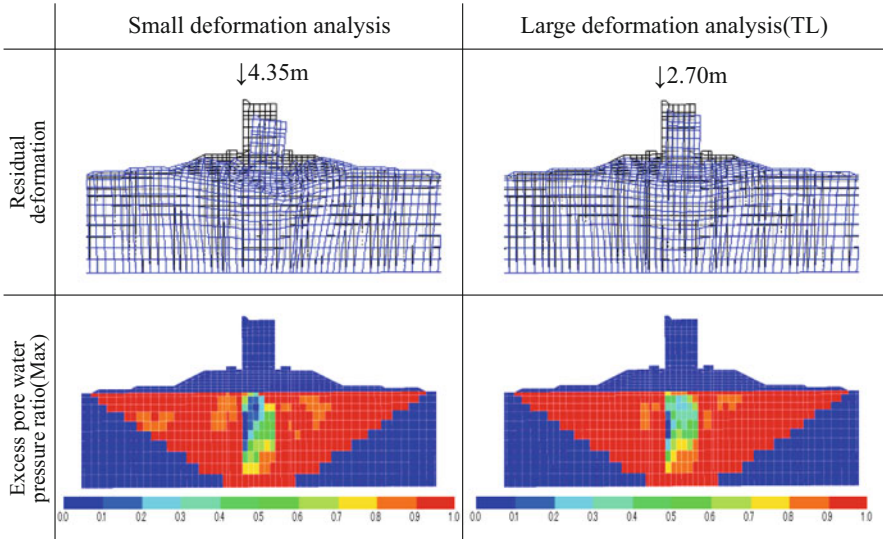 Small deformation analysis
Large deformation analysis(TL)
Residual
deformation
↓4.35m
↓2.70m
Excess pore water
pressure ratio(Max)
0.0 0.1 0.2 0.3 0.4 0.5 0.6 0.7 0.8 0.9 1.0
0.0 0.1 0.2 0.3 0.4 0.5 0.6 0.7 0.8 0.9 1.0